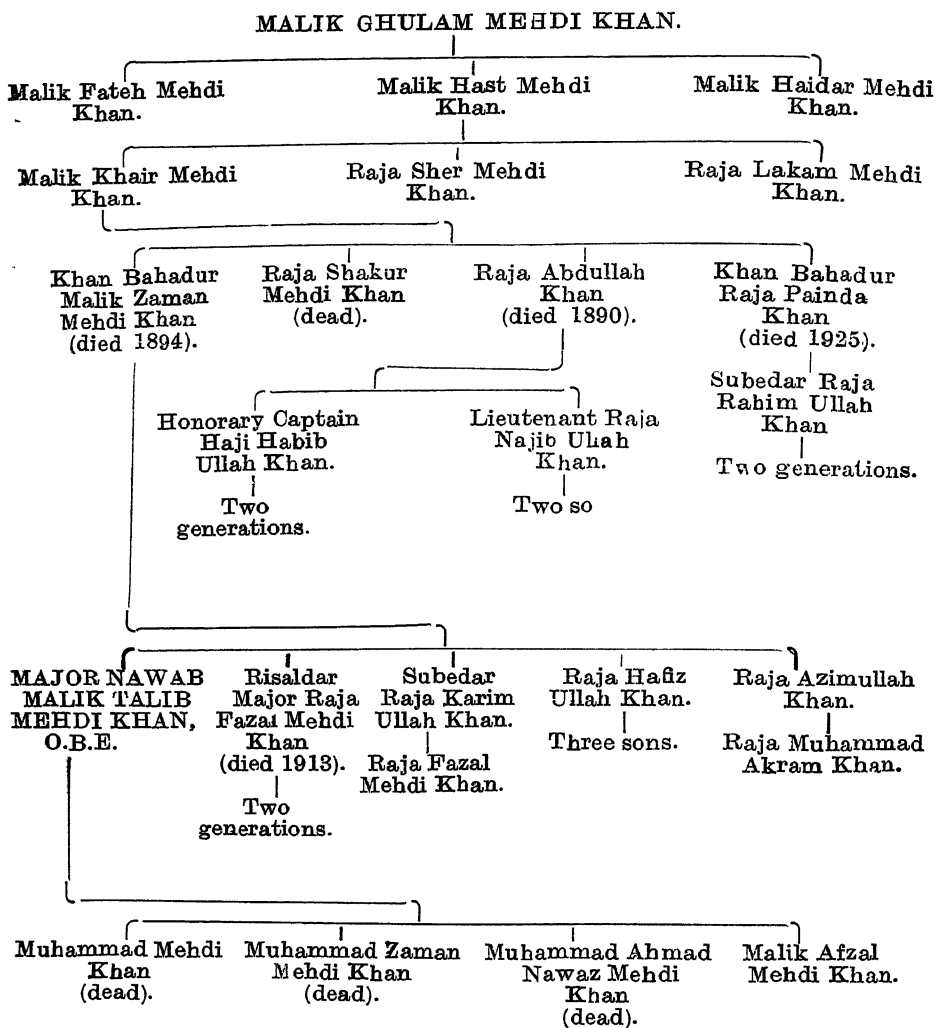 MALIK GHULAM MEHDI KHAN.
Malik Fateh Mehdi
Khan.
Malik Hast Mehdi
Khan.
Malik Haidar Mehdi
Khan.
Malik Khair Mehdi
Khan.
Raja Sher Mehdi
Khan.
Raja Lakam Mehdi
Khan.
Khan Bahadur
Malik Zaman
Mehdi Khan
(died 1894).
Raja Shakur
Mehdi Khan
(dead).
Raja Abdullah
Khan
(died 1890).
Khan Bahadur
Raja Painda
Khan
(died 1925).
Subedar Raja
Rahim Ullah
Khan
Two generations.
Honorary Captain
Haji Habib
Ullah Khan.
Two
generations.
Lieutenant Raja
Najib Ullah
Khan.
Two so
MAJOR NAWAB
MALIK TALIB
MEHDI KHAN,
O.B.E.
Risaldar
Major Raja
Fazal Mehdi
Khan
(died 1913).
Two
generations.
Subedar
Raja Karim
Ullah Khan.
Raja Fazal
Mehdi Khan.
Raja Hafiz
Ullah Khan.
Three sons.
Raja Azimullah
Khan.
Raja Muhammad
Akram Khan.
Muhammad Mehdi
Khan
(dead).
Muhammad Zaman
Mehdi Khan
(dead).
Muhammad Ahmad
Nawaz Mehdi
Khan
(dead).
Malik Afzal
Mehdi Khan.